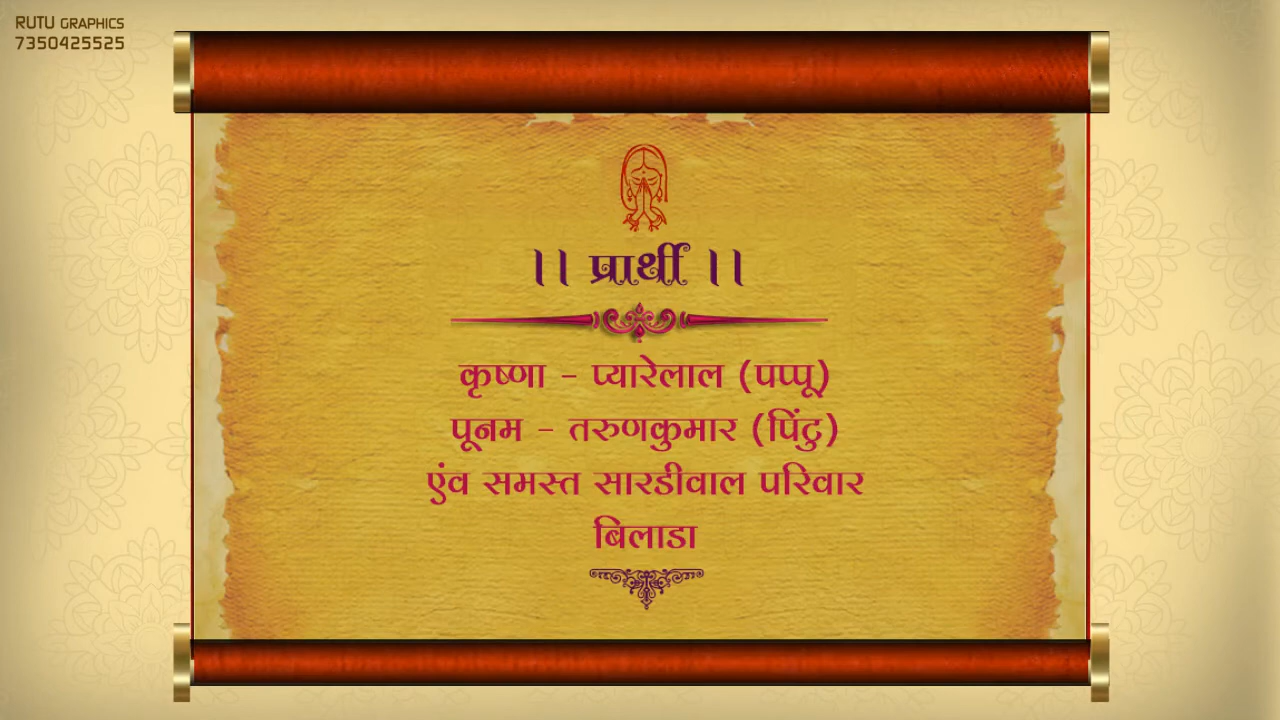 RUTU GRAPHICS
7350425525
।। प्रार्थी ।।
कृष्णा - प्यारेलाल (पप्पू)
पूनम - तरुणकुमार (पिंटु)
एंव समस्त सारडीवाल परिवार
बिलाडा